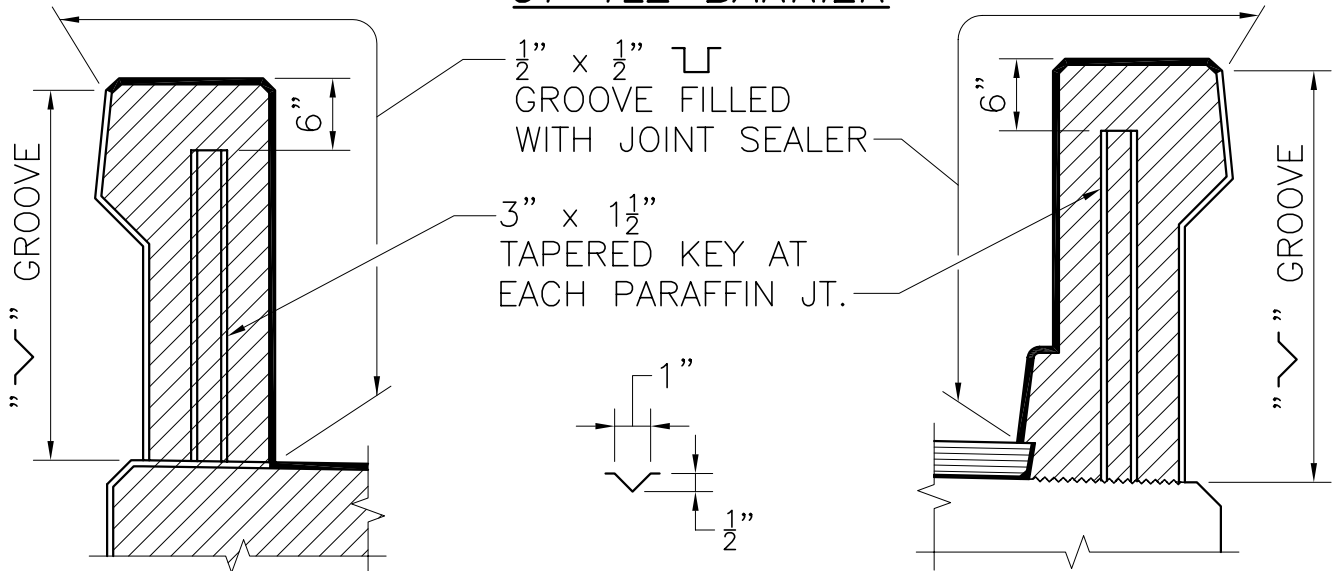 ½" x ½"
GROOVE FILLED
WITH JOINT SEALER
6"
6"
" " GROOVE
" " GROOVE
3" x 1½"
TAPERED KEY AT
EACH PARAFFIN JT.
1"
½"